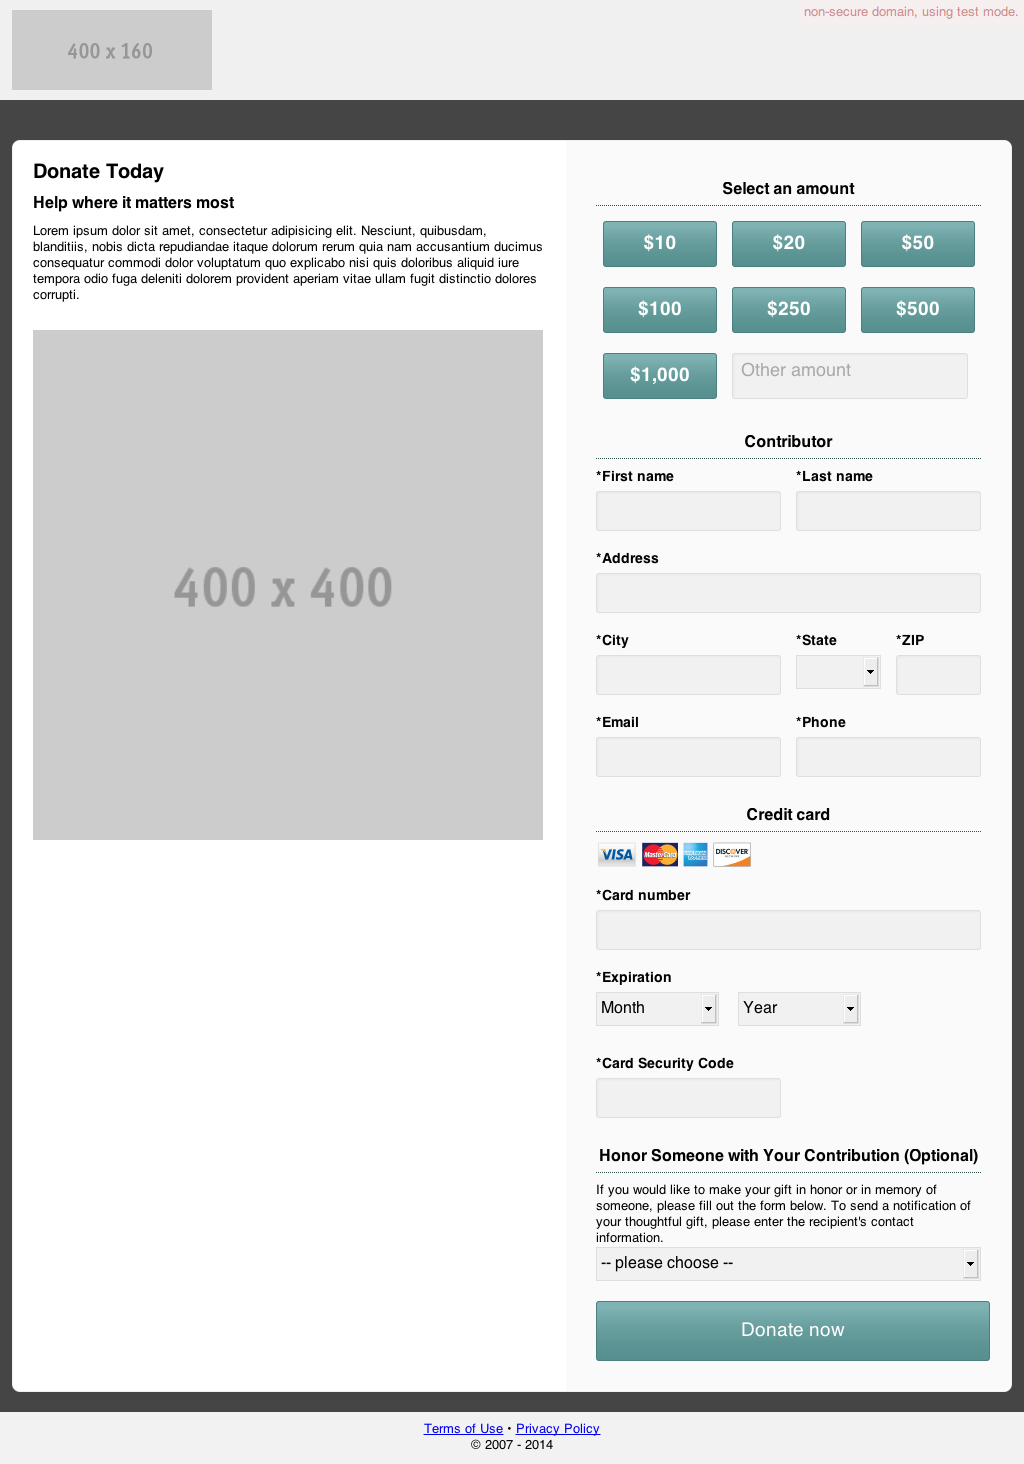 non-secure domain, using test mode.
400 x 160
Donate Today
Help where it matters most
Lorem ipsum dolor sit amet, consectetur adipisicing elit. Nesciunt, quibusdam,
blanditiis, nobis dicta repudiandae itaque dolorum rerum quia nam accusantium ducimus
consequatur commodi dolor voluptatum quo explicabo nisi quis doloribus aliquid iure
tempora odio fuga deleniti dolorem provident aperiam vitae ullam fugit distinctio dolores
corrupti.
400 x 400
Select an amount
$10 $20 $50
$100 $250 $500
$1,000 Other amount
Contributor
*First name *Last name
*Address
*City *State *ZIP
*Email *Phone
Credit card
VISA MasterCard AMERICAN EXPRESS DISCOVER NETWORK
*Card number
*Expiration
Month Year
*Card Security Code
Honor Someone with Your Contribution (Optional)
If you would like to make your gift in honor or in memory of
someone, please fill out the form below. To send a notification of
your thoughtful gift, please enter the recipient's contact
information.
-- please choose --
Donate now
Terms of Use • Privacy Policy
© 2007 - 2014